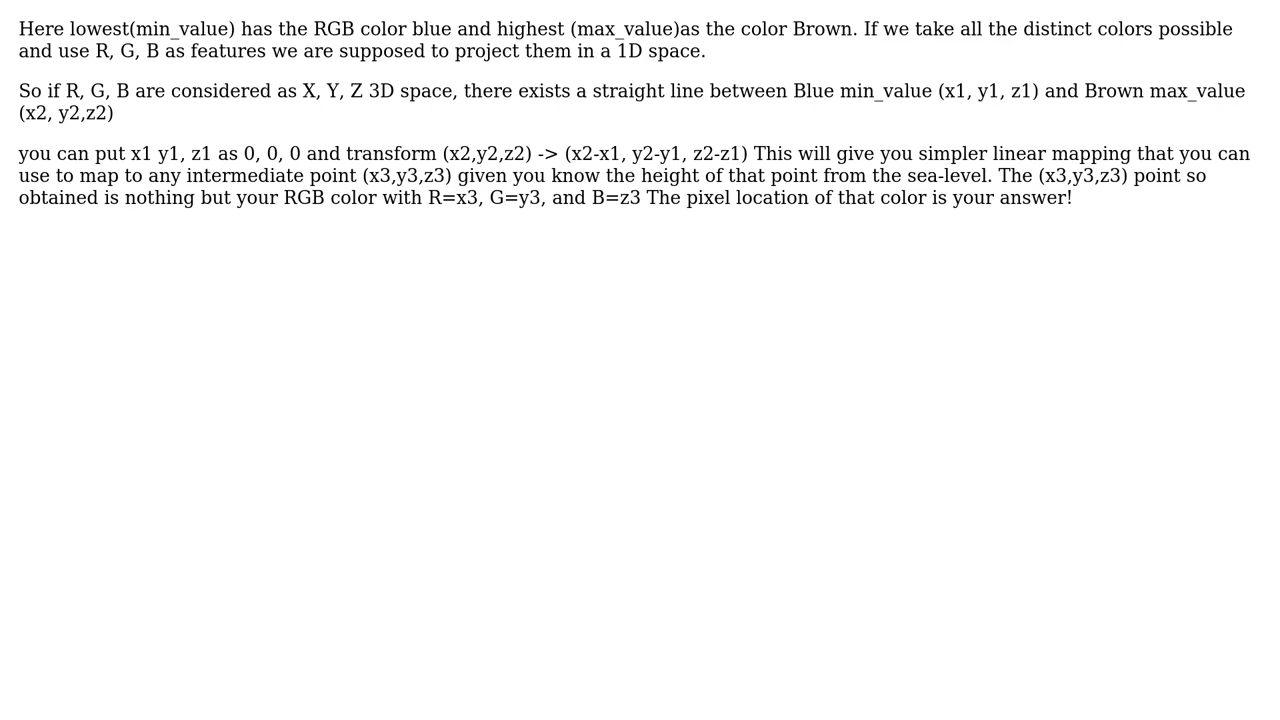 Here lowest(min_value) has the RGB color blue and highest (max_value)as the color Brown. If we take all the distinct colors possible
and use R, G, B as features we are supposed to project them in a 1D space.
So if R, G, B are considered as X, Y, Z 3D space, there exists a straight line between Blue min_value (x1, y1, z1) and Brown max_value
(x2, y2,z2)
you can put x1 y1, z1 as 0, 0, 0 and transform (x2,y2,z2) -> (x2-x1, y2-y1, z2-z1) This will give you simpler linear mapping that you can
use to map to any intermediate point (x3,y3,z3) given you know the height of that point from the sea-level. The (x3,y3,z3) point so
obtained is nothing but your RGB color with R=x3, G=y3, and B=z3 The pixel location of that color is your answer!